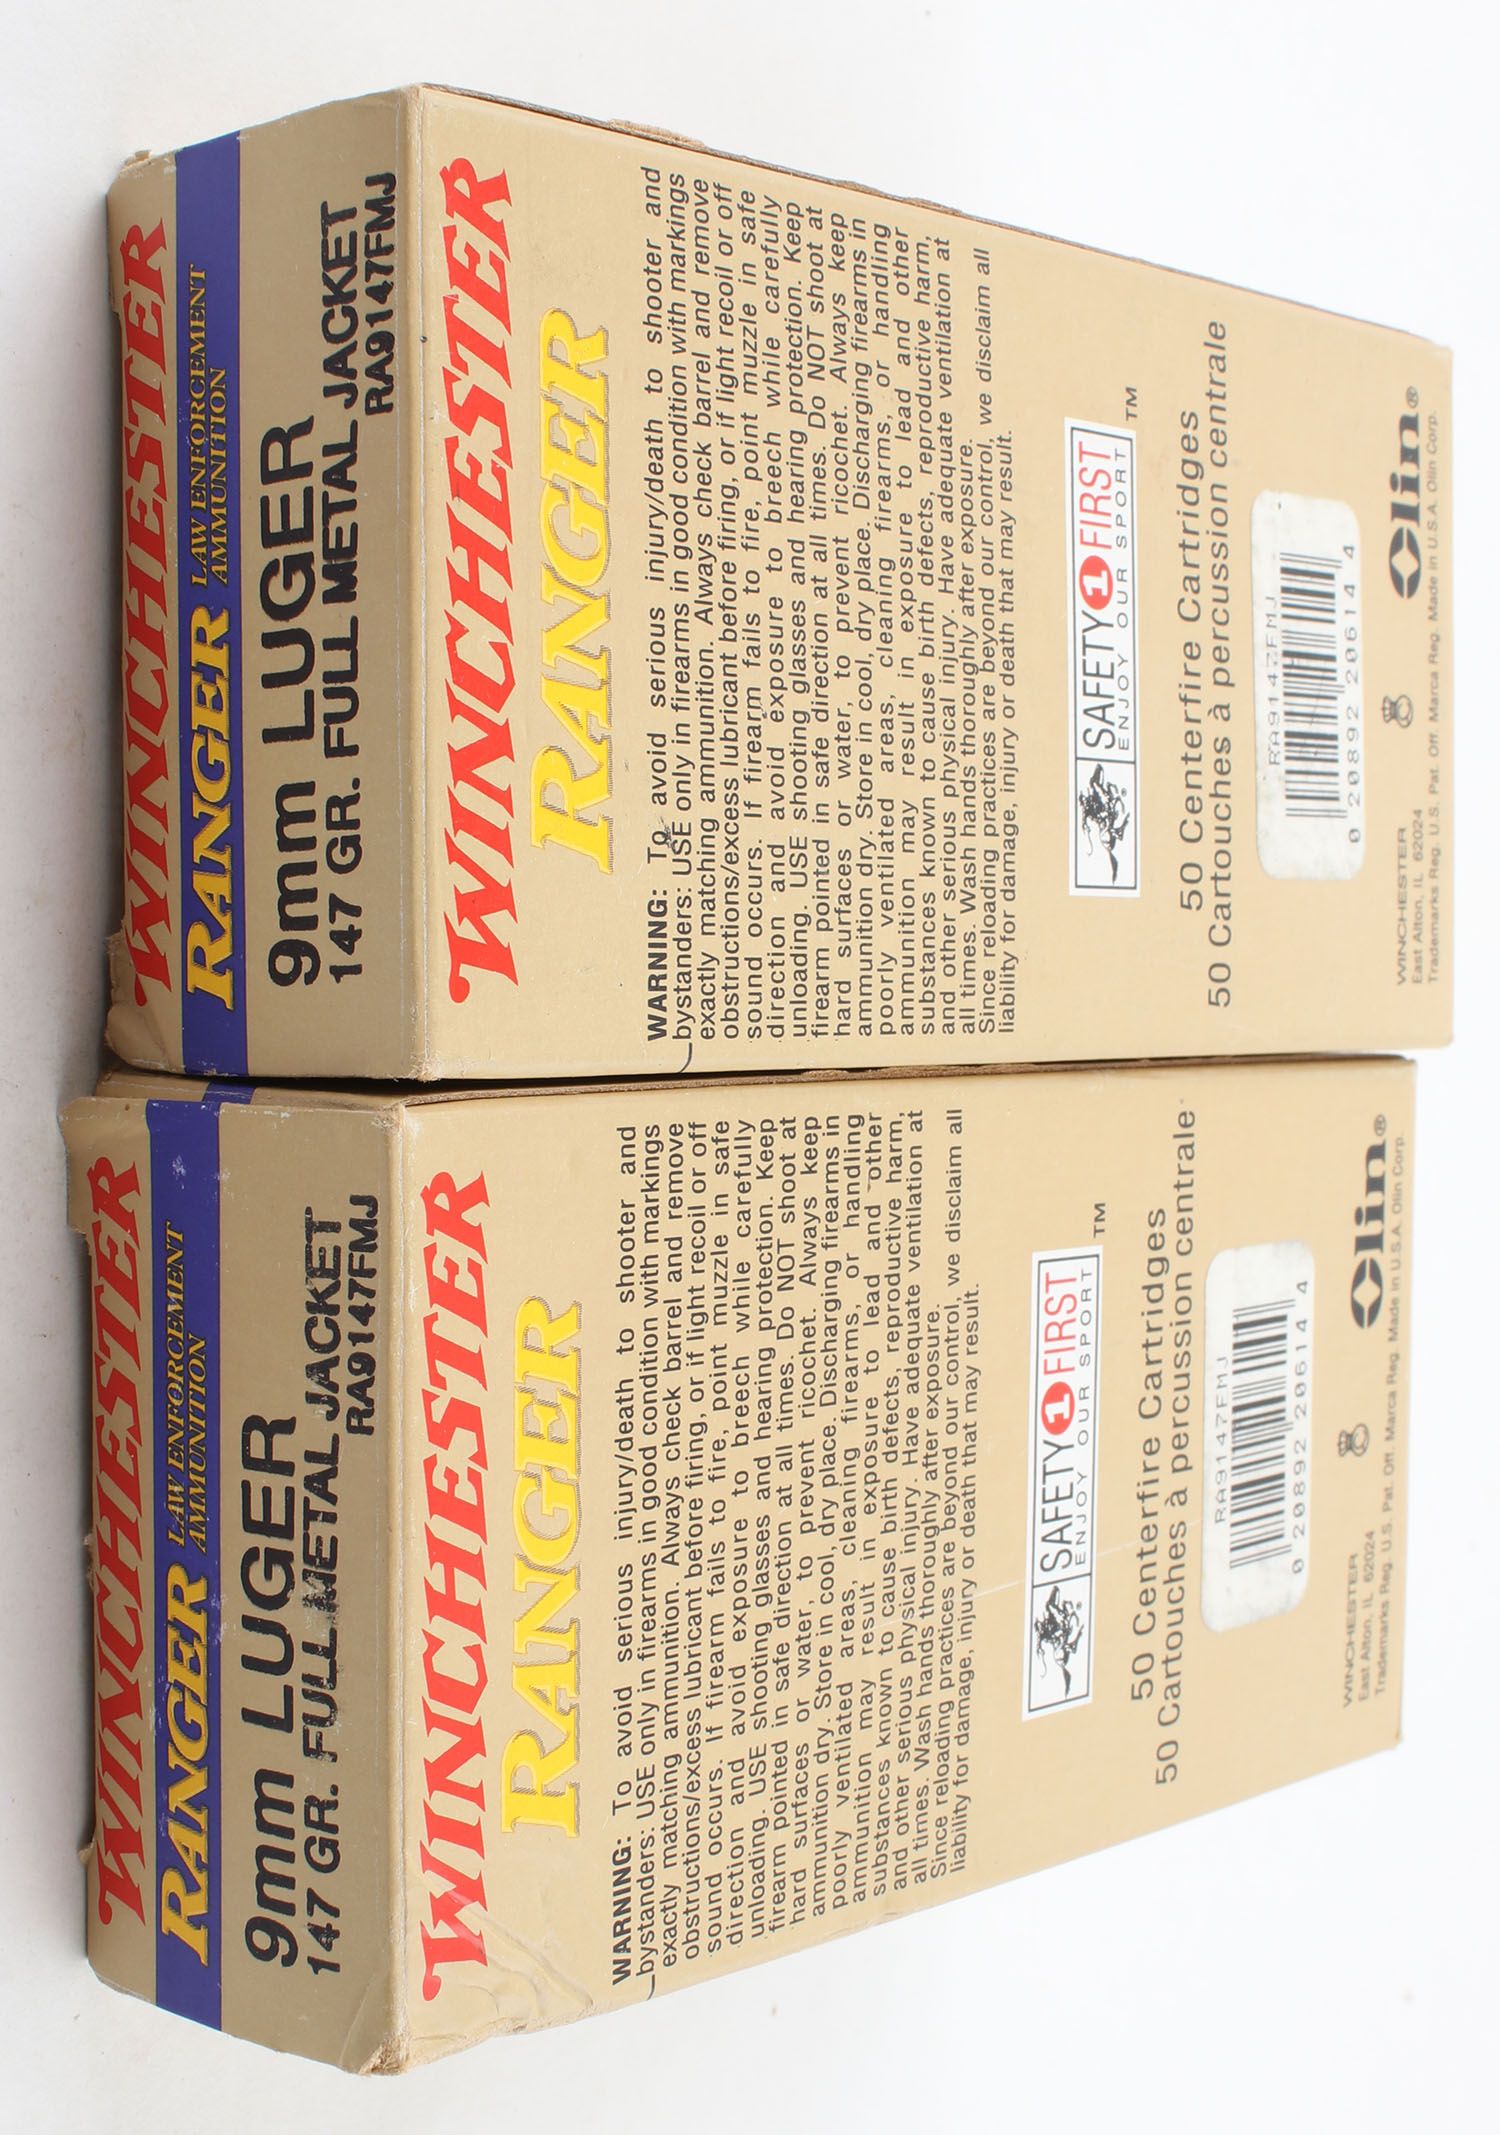 WINCHESTER
RANGER LAW ENFORCEMENT
AMMUNITION
9mm LUGER
147 GR. FULL METAL JACKET
RA9147FMJ
WINCHESTER
RANGER
WARNING: To avoid serious injury/death to shooter and
bystanders: USE only in firearms in good condition with markings
exactly matching ammunition. Always check barrel and remove
obstructions/excess lubricant before firing, or if light recoil or off
sound occurs. If firearm fails to fire, point muzzle in safe
direction and avoid exposure to breech while carefully
unloading. USE shooting glasses and hearing protection. Keep
firearm pointed in safe direction at all times. Do NOT shoot at
hard surfaces or water, to prevent ricochet. Always keep
ammunition dry. Store in cool, dry place. Discharging firearms in
poorly ventilated areas, cleaning firearms, or handling
ammunition may result in exposure to lead and other
substances known to cause birth defects, reproductive harm,
and other serious physical injury. Have adequate ventilation at
all times. Wash hands thoroughly after exposure.
Since reloading practices are beyond our control, we disclaim all
liability for damage, injury or death that may result.
SAFETY 1 FIRST
ENJOY OUR SPORT
TM
50 Centerfire Cartridges
50 Cartouches à percussion centrale
RA9147FMJ
0 20892 20614 4
WINCHESTER
East Alton, IL 62024
Olin®
Trademarks Reg. U.S. Pat. Off. Marca Reg. Made in U.S.A. Olin Corp.
WINCHESTER
RANGER LAW ENFORCEMENT
AMMUNITION
9mm LUGER
147 GR. FULL METAL JACKET
RA9147FMJ
WINCHESTER
RANGER
WARNING: To avoid serious injury/death to shooter and
bystanders: USE only in firearms in good condition with markings
exactly matching ammunition. Always check barrel and remove
obstructions/excess lubricant before firing, or if light recoil or off
sound occurs. If firearm fails to fire, point muzzle in safe
direction and avoid exposure to breech while carefully
unloading. USE shooting glasses and hearing protection. Keep
firearm pointed in safe direction at all times. Do NOT shoot at
hard surfaces or water, to prevent ricochet. Always keep
ammunition dry. Store in cool, dry place. Discharging firearms in
poorly ventilated areas, cleaning firearms, or handling
ammunition may result in exposure to lead and other
substances known to cause birth defects, reproductive harm,
and other serious physical injury. Have adequate ventilation at
all times. Wash hands thoroughly after exposure.
Since reloading practices are beyond our control, we disclaim all
liability for damage, injury or death that may result.
SAFETY 1 FIRST
ENJOY OUR SPORT
TM
50 Centerfire Cartridges
50 Cartouches à percussion centrale
RA9147FMJ
0 20892 20614 4
WINCHESTER
East Alton, IL 62024
Olin®
Trademarks Reg. U.S. Pat. Off. Marca Reg. Made in U.S.A. Olin Corp.